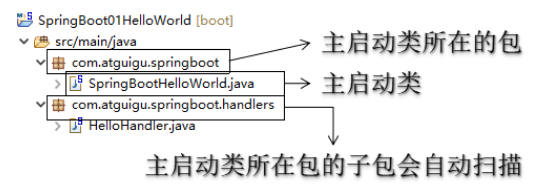 SpringBoot01HelloWorld [boot]
src/main/java
com.atguigu.springboot
主启动类所在的包
SpringBootHelloWorld.java
主启动类
com.atguigu.springboot.handlers
HelloHandler.java
主启动类所在包的子包会自动扫描